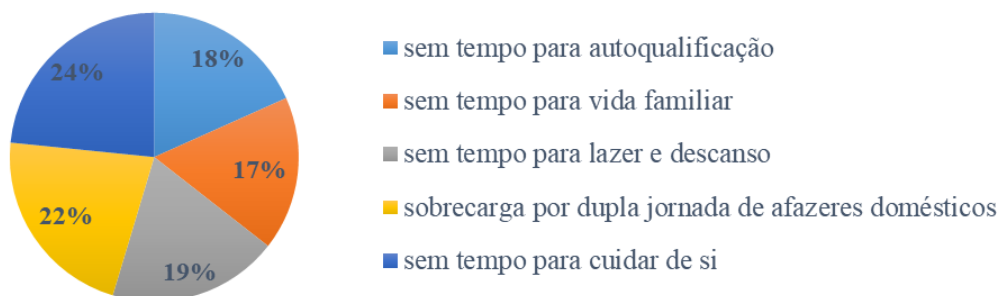 18%
17%
19%
22%
24%
sem tempo para autoqualificação
sem tempo para vida familiar
sem tempo para lazer e descanso
sobrecarga por dupla jornada de afazeres domésticos
sem tempo para cuidar de si